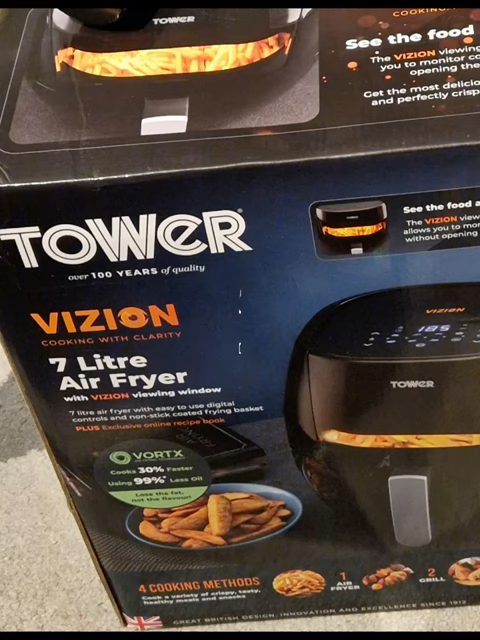 TOWER
COOKING
See the food
The VIZION viewing
you to monitor co
opening the
Get the most delicio
and perfectly crisp
TOWER
over 100 YEARS of quality
See the food a
The VIZION view
allows you to mon
without opening
VIZION
COOKING WITH CLARITY
7 Litre
Air Fryer
with VIZION viewing window
7 litre air fryer with easy to use digital
controls and non-stick coated frying basket
PLUS Exclusive online recipe book
VIZION
185
TOWER
VORTX
Cooks 30% Faster
Using 99%* Less Oil
Lose the fat,
not the flavour!
4 COOKING METHODS
Cook a variety of crispy, tasty,
healthy meals and snacks
1
AIR
FRYER
2
GRILL
GREAT BRITISH DESIGN, INNOVATION AND EXCELLENCE SINCE 1912